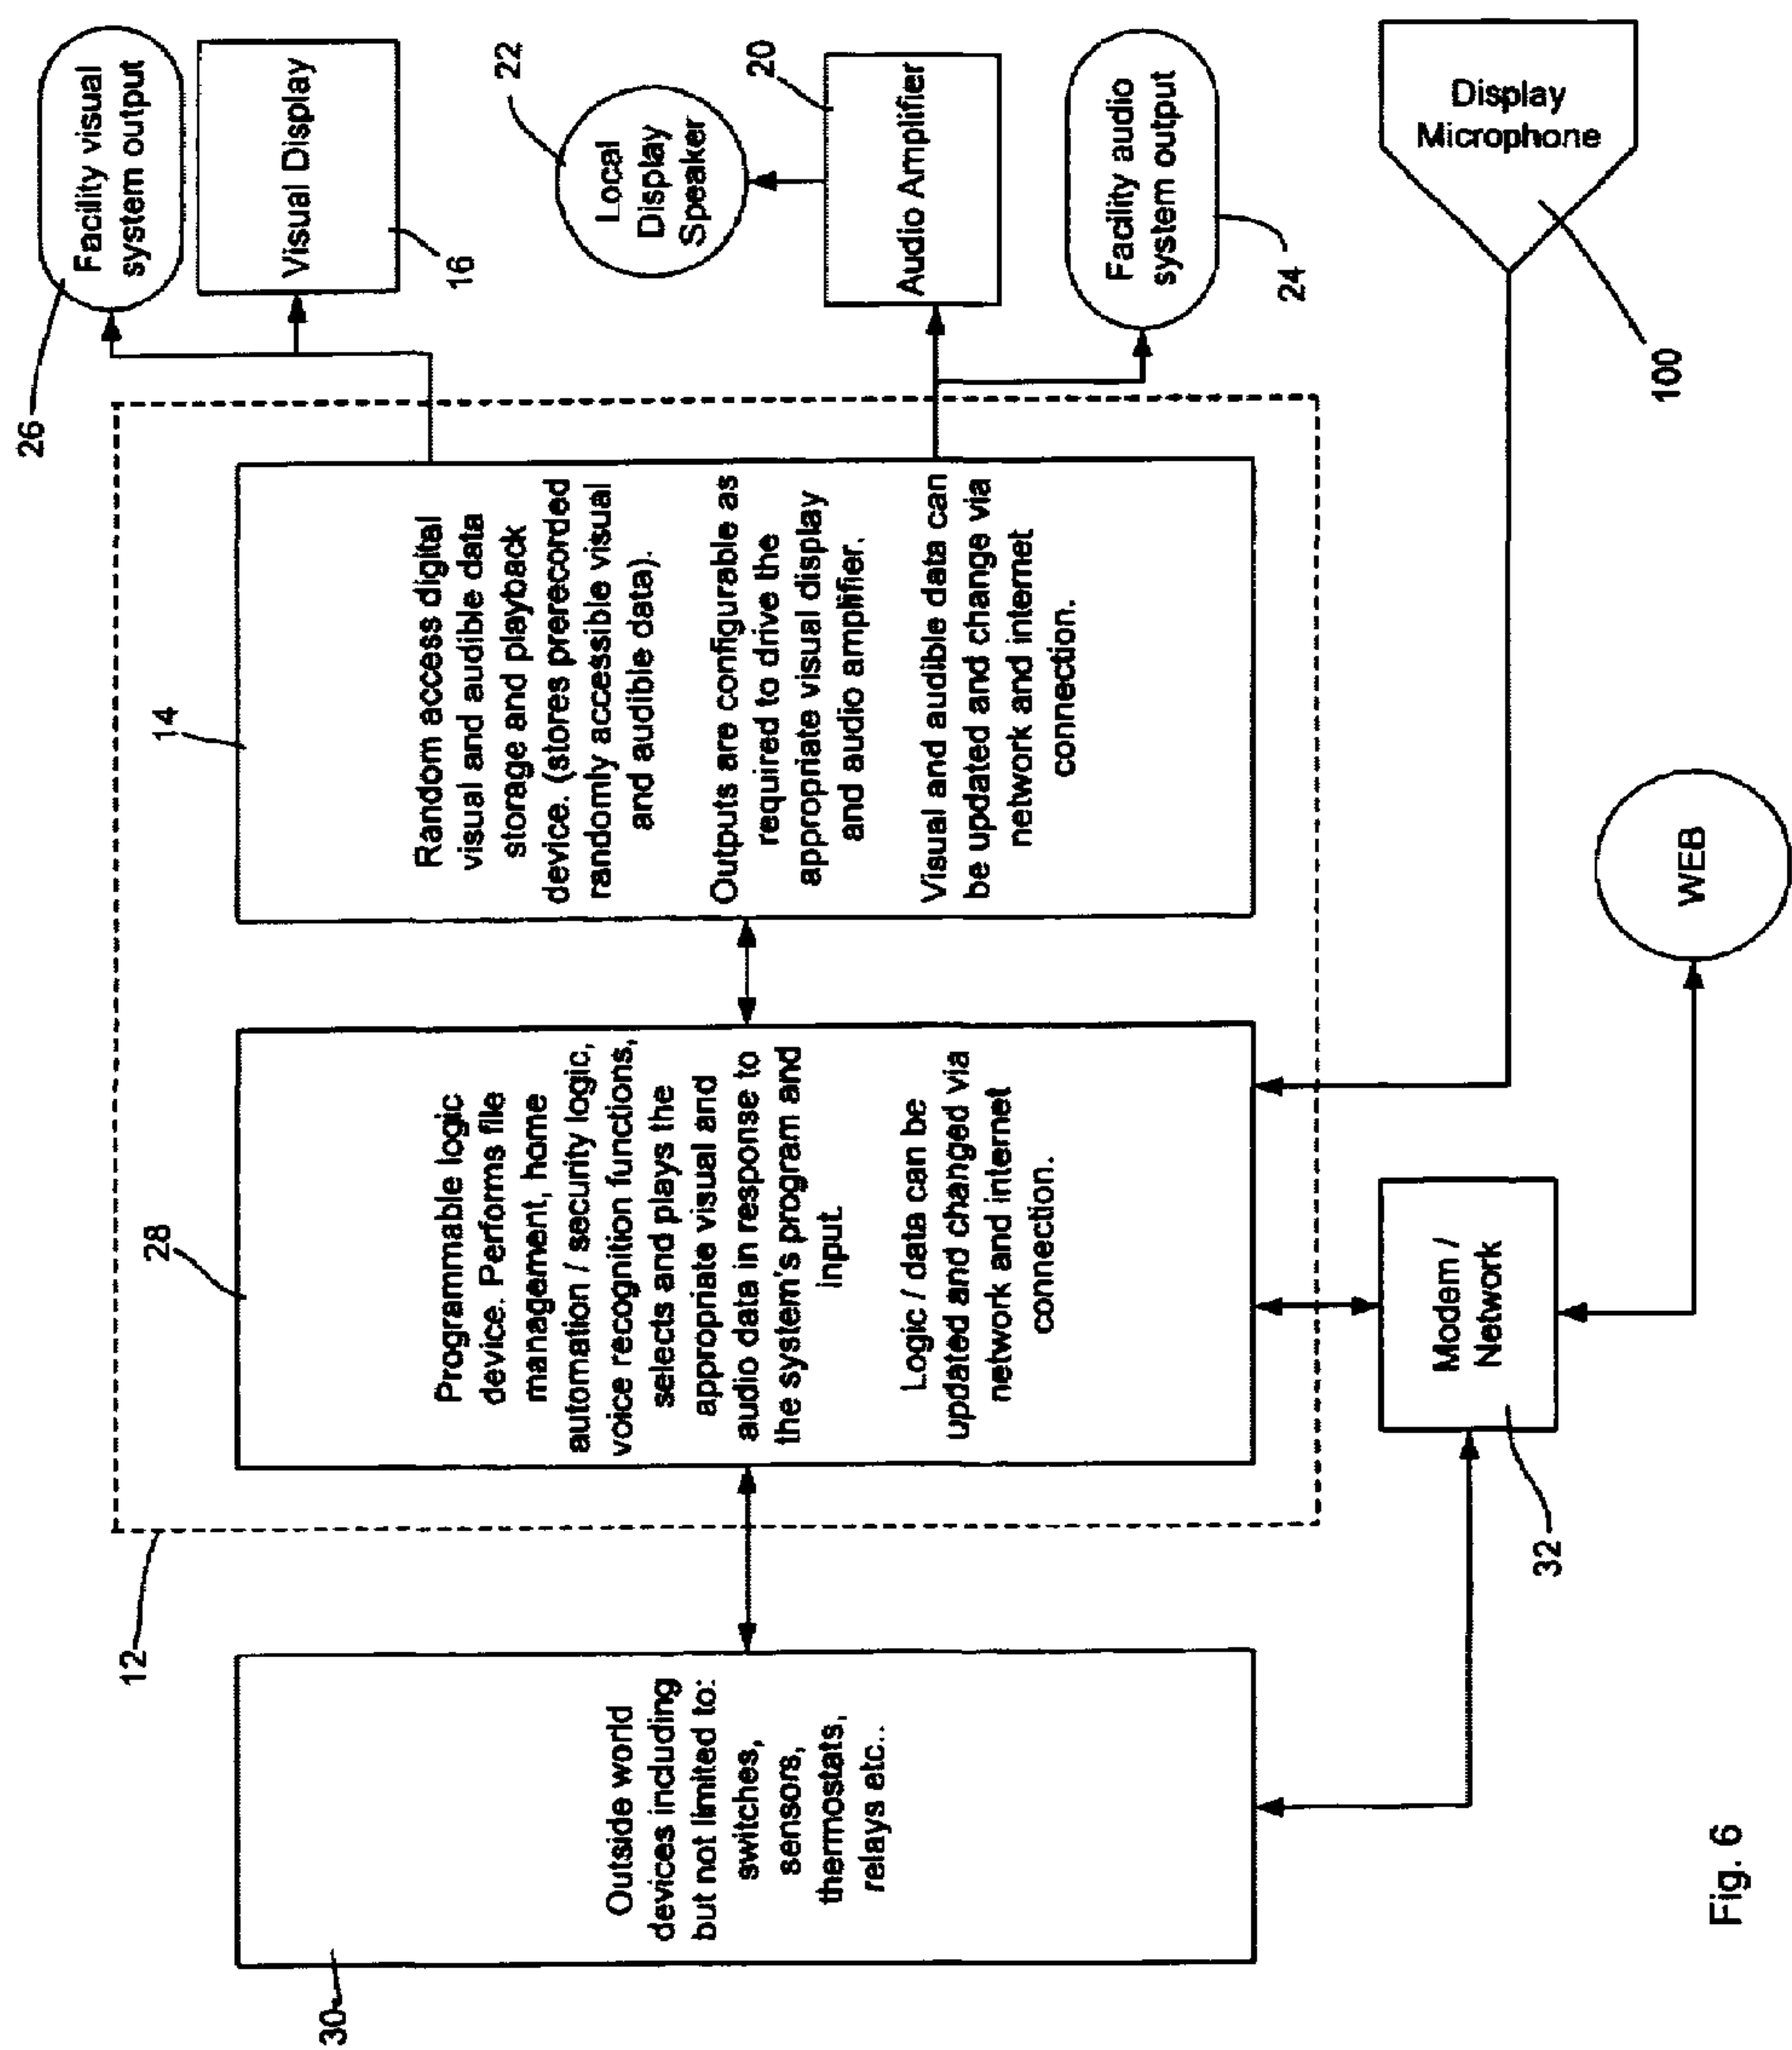 30
Outside world
devices including
but not limited to:
switches,
sensors,
thermostats,
relays etc..
12
28
Programmable logic
device. Performs file
management, home
automation / security logic,
voice recognition functions,
selects and plays the
appropriate visual and
audio data in response to
the system's program and
input.
Logic / data can be
updated and changed via
network and internet
connection.
14
Random access digital
visual and audible data
storage and playback
device. (stores prerecorded
randomly accessible visual
and audible data).
Outputs are configurable as
required to drive the
appropriate visual display
and audio amplifier.
Visual and audible data can
be updated and change via
network and internet
connection.
26
Facility visual
system output
Visual Display
16
22
Local
Display
Speaker
20
Audio Amplifier
Facility audio
system output
24
Display
Microphone
100
Modem /
Network
32
WEB
Fig. 6